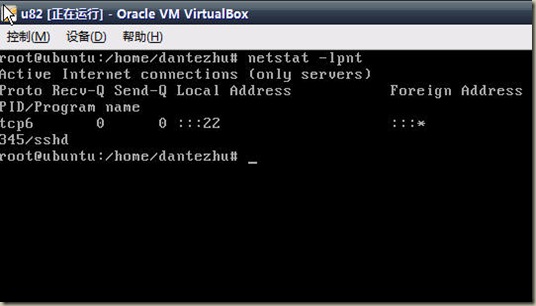 u82 [正在运行] - Oracle VM VirtualBox
控制(M) 设备(D) 帮助(H)
root@ubuntu:/home/dantezhu# netstat -lpnt
Active Internet connections (only servers)
Proto Recv-Q Send-Q Local Address Foreign Address
PID/Program name
tcp6 0 0 :::22 :::*
345/sshd
root@ubuntu:/home/dantezhu# _